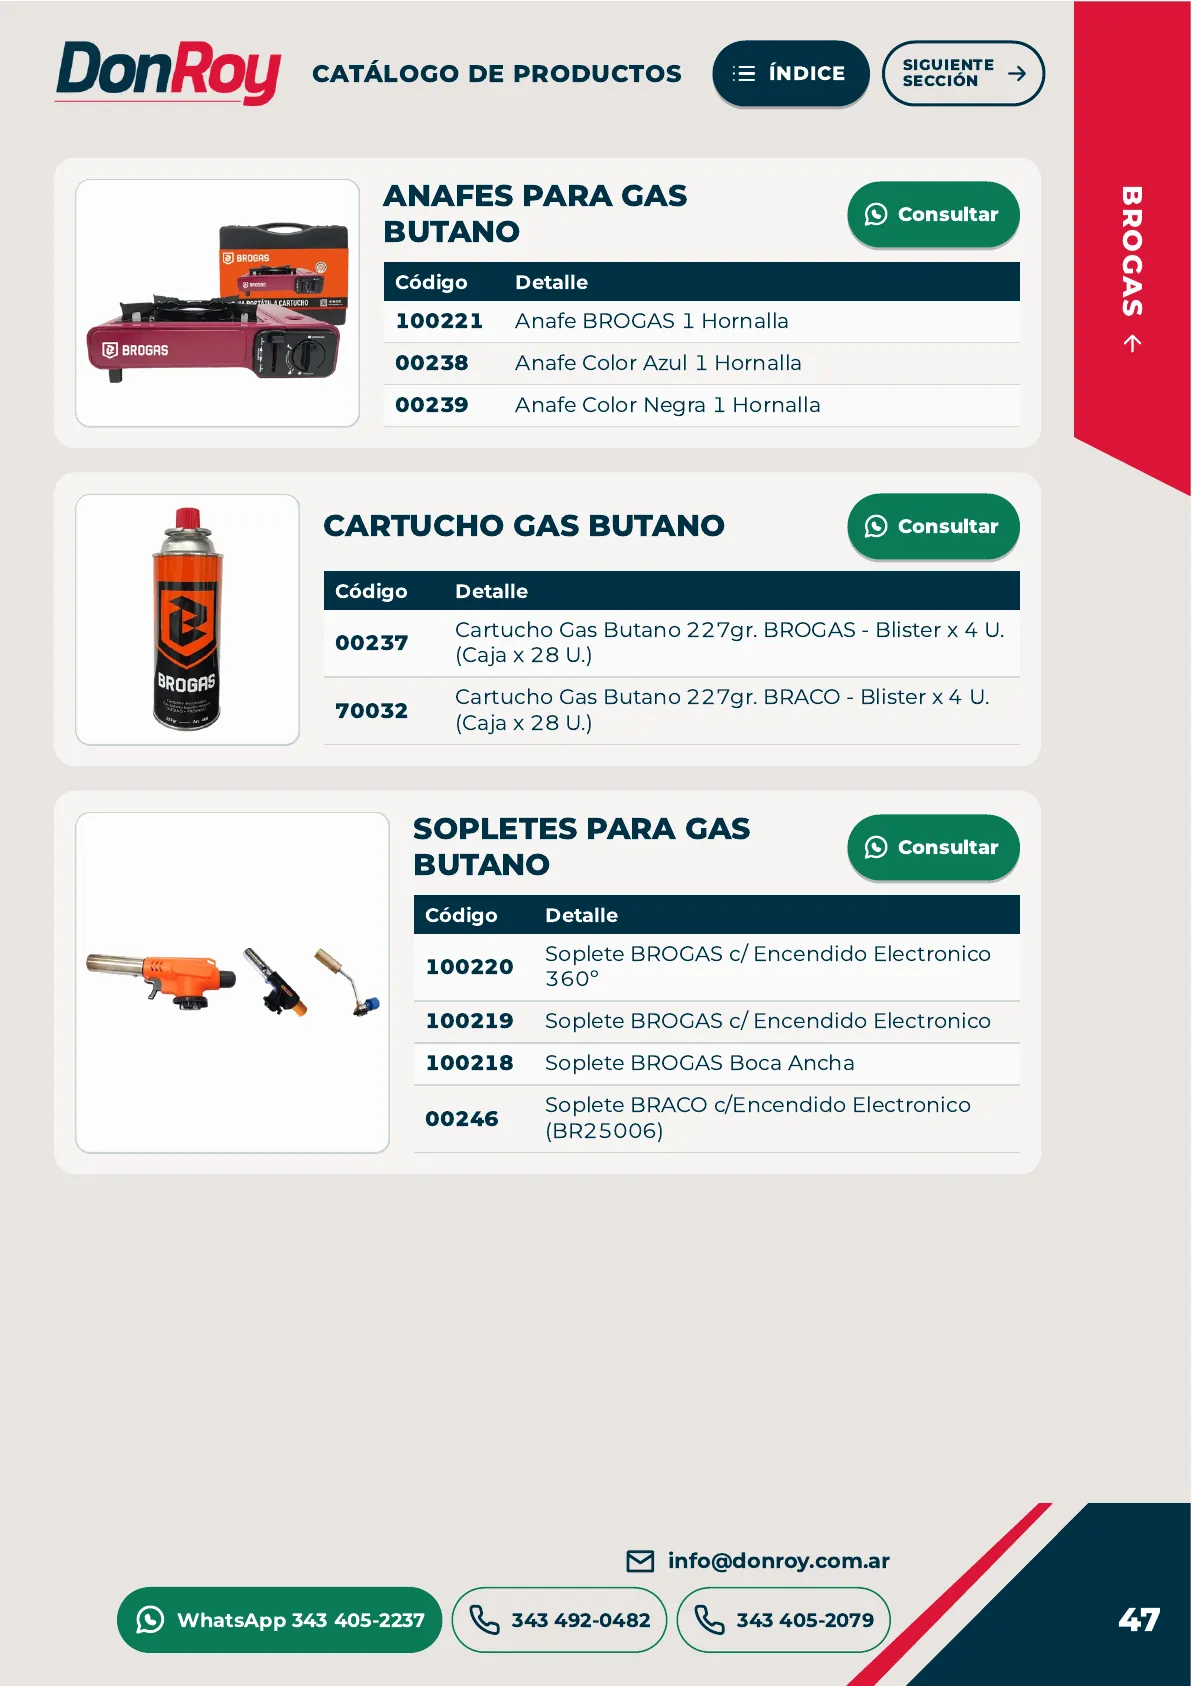 DonRoy
CATÁLOGO DE PRODUCTOS
ÍNDICE
SIGUIENTE
SECCIÓN
BROGAS
ANAFES PARA GAS
BUTANO
Consultar
BROGAS
BROGAS
BROGAS
Código Detalle
100221 Anafe BROGAS 1 Hornalla
00238 Anafe Color Azul 1 Hornalla
00239 Anafe Color Negra 1 Hornalla
CARTUCHO GAS BUTANO
Consultar
BROGAS
Código Detalle
00237 Cartucho Gas Butano 227gr. BROGAS - Blister x 4 U.
(Caja x 28 U.)
70032 Cartucho Gas Butano 227gr. BRACO - Blister x 4 U.
(Caja x 28 U.)
SOPLETES PARA GAS
BUTANO
Consultar
Código Detalle
100220 Soplete BROGAS c/ Encendido Electronico
360º
100219 Soplete BROGAS c/ Encendido Electronico
100218 Soplete BROGAS Boca Ancha
00246 Soplete BRACO c/Encendido Electronico
(BR25006)
info@donroy.com.ar
WhatsApp 343 405-2237
343 492-0482
343 405-2079
47